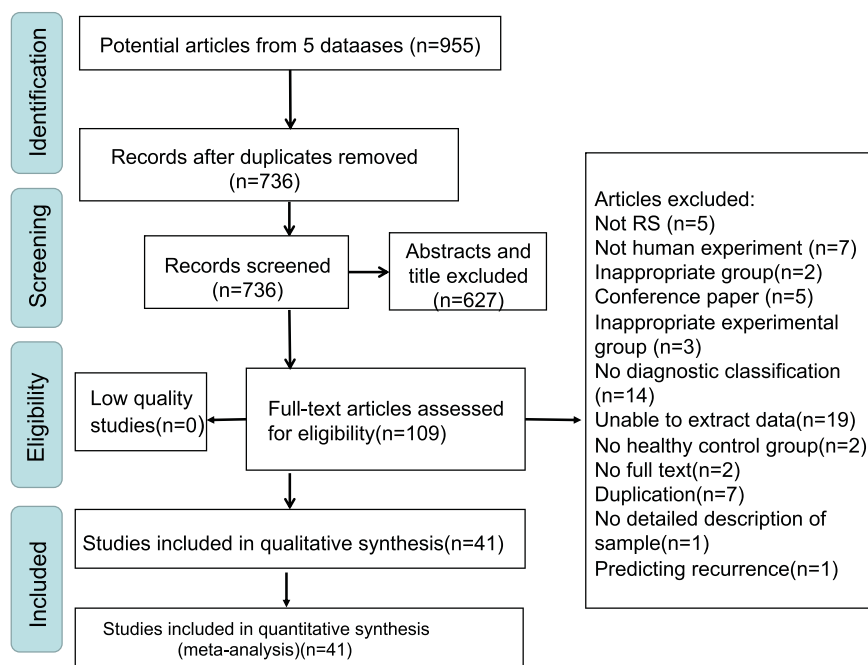 Identification
Potential articles from 5 dataases (n=955)
Records after duplicates removed
(n=736)
Screening
Records screened
(n=736)
Abstracts and
title excluded
(n=627)
Eligibility
Low quality
studies(n=0)
Full-text articles assessed
for eligibility(n=109)
Articles excluded:
Not RS (n=5)
Not human experiment (n=7)
Inappropriate group(n=2)
Conference paper (n=5)
Inappropriate experimental
group (n=3)
No diagnostic classification
(n=14)
Unable to extract data(n=19)
No healthy control group(n=2)
No full text(n=2)
Duplication(n=7)
No detailed description of
sample(n=1)
Predicting recurrence(n=1)
Included
Studies included in qualitative synthesis(n=41)
Studies included in quantitative synthesis
(meta-analysis)(n=41)